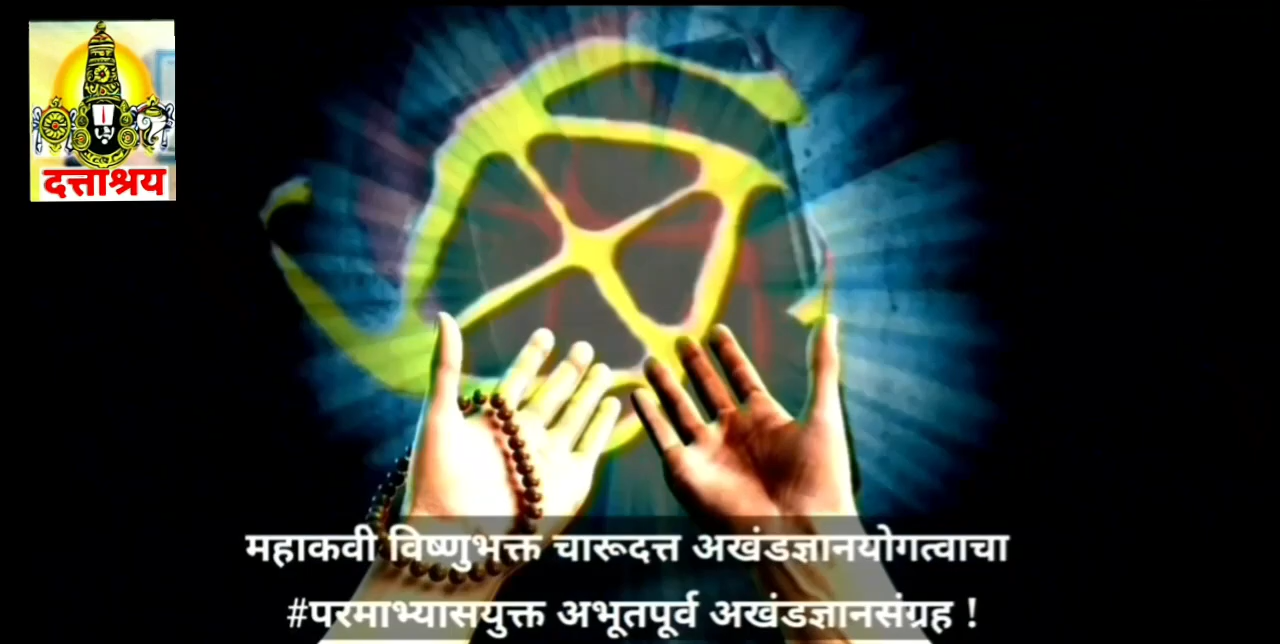 दत्ताश्रय
महाकवी विष्णुभक्त चारूदत्त अखंडज्ञानयोगत्वाचा
#परमाभ्यासयुक्त अभूतपूर्व अखंडज्ञानसंग्रह !